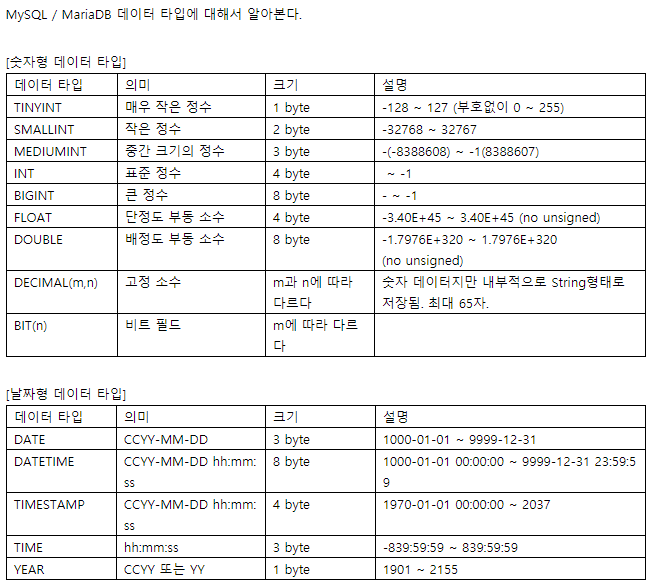 MySQL / MariaDB 데이터 타입에 대해서 알아본다.
[숫자형 데이터 타입]
데이터 타입 의미 크기 설명
TINYINT 매우 작은 정수 1 byte -128 ~ 127 (부호없이 0 ~ 255)
SMALLINT 작은 정수 2 byte -32768 ~ 32767
MEDIUMINT 중간 크기의 정수 3 byte -(-8388608) ~ -1(8388607)
INT 표준 정수 4 byte ~ -1
BIGINT 큰 정수 8 byte - ~ -1
FLOAT 단정도 부동 소수 4 byte -3.40E+45 ~ 3.40E+45 (no unsigned)
DOUBLE 배정도 부동 소수 8 byte -1.7976E+320 ~ 1.7976E+320
(no unsigned)
DECIMAL(m,n) 고정 소수 m과 n에 따라 숫자 데이터지만 내부적으로 String형태로
다르다 저장됨. 최대 65자.
BIT(n) 비트 필드 m에 따라 다르
다
[날짜형 데이터 타입]
데이터 타입 의미 크기 설명
DATE CCYY-MM-DD 3 byte 1000-01-01 ~ 9999-12-31
DATETIME CCYY-MM-DD hh:mm: 8 byte 1000-01-01 00:00:00 ~ 9999-12-31 23:59:5
ss 9
TIMESTAMP CCYY-MM-DD hh:mm: 4 byte 1970-01-01 00:00:00 ~ 2037
ss
TIME hh:mm:ss 3 byte -839:59:59 ~ 839:59:59
YEAR CCYY 또는 YY 1 byte 1901 ~ 2155